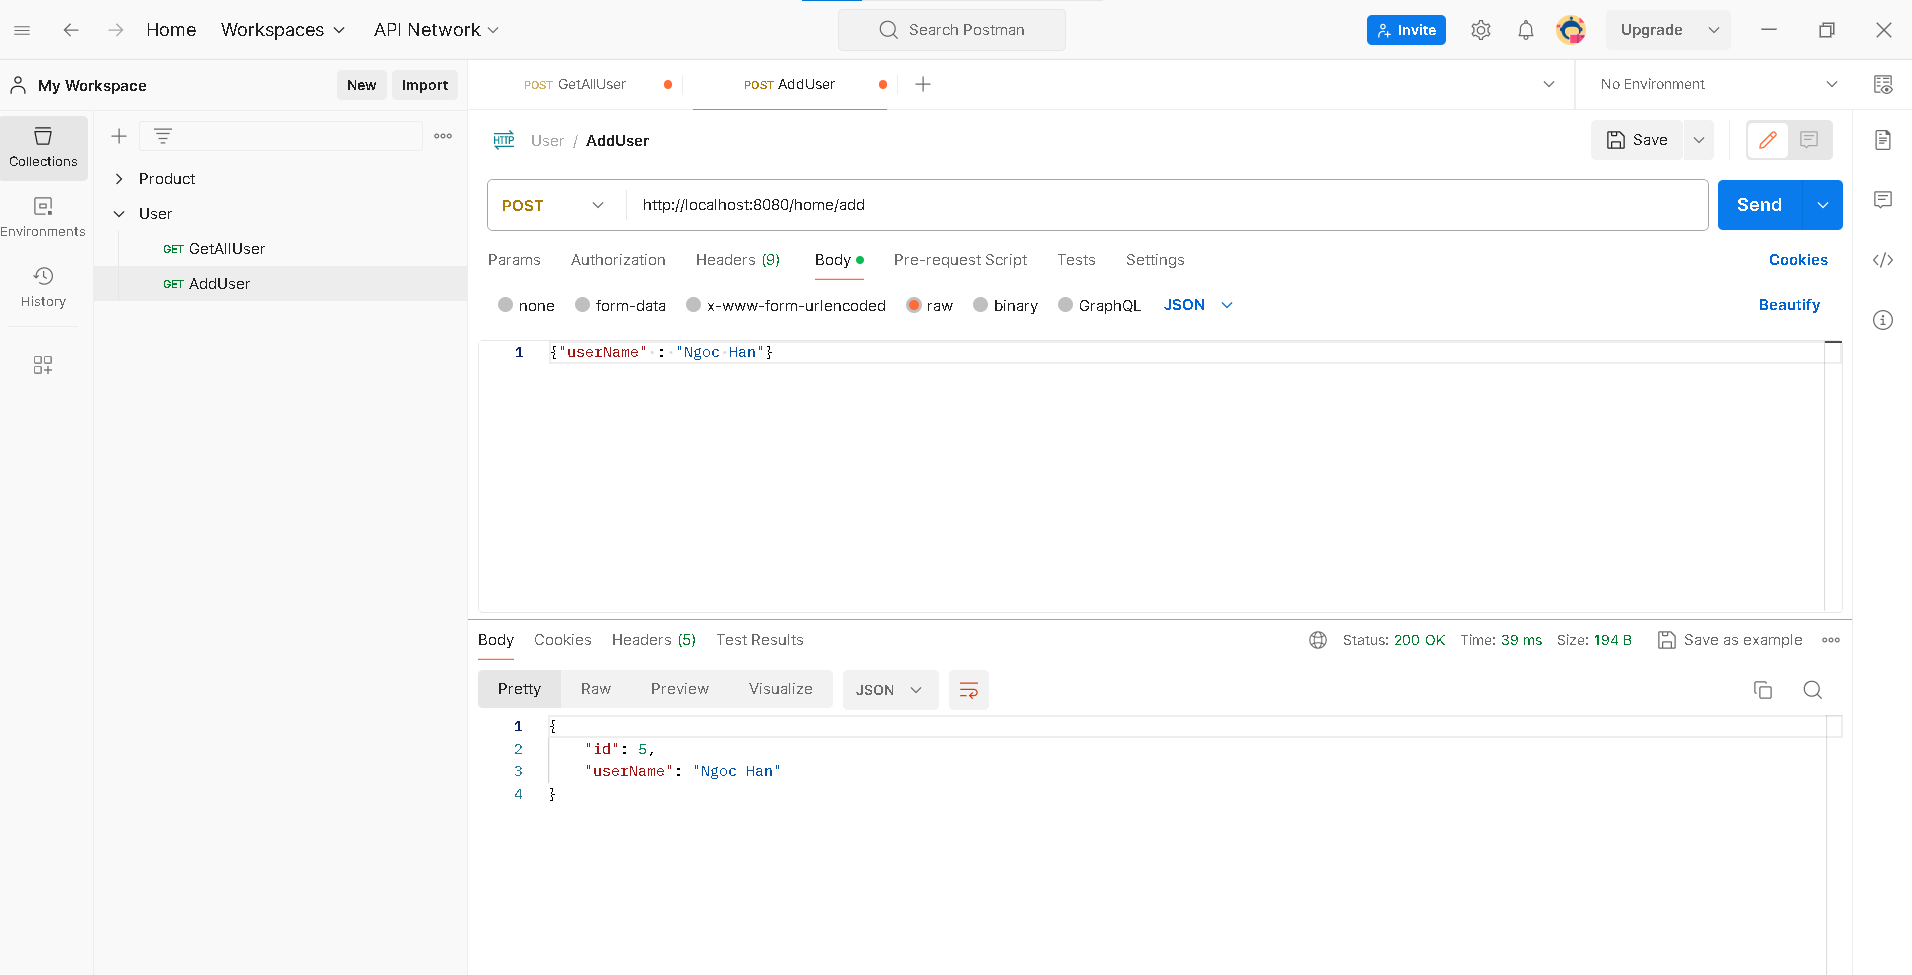 Home Workspaces API Network Search Postman Invite Upgrade
My Workspace New Import POST GetAllUser POST AddUser No Environment
Collections
Environments
History
Product
User
GET GetAllUser
GET AddUser
HTTP User / AddUser Save
POST http://localhost:8080/home/add Send
Params Authorization Headers (9) Body Pre-request Script Tests Settings Cookies
none form-data x-www-form-urlencoded raw binary GraphQL JSON Beautify
1 {"userName" : "Ngoc Han"}
Body Cookies Headers (5) Test Results Status: 200 OK Time: 39 ms Size: 194 B Save as example
Pretty Raw Preview Visualize JSON
1 {
2 "id": 5,
3 "userName": "Ngoc Han"
4 }